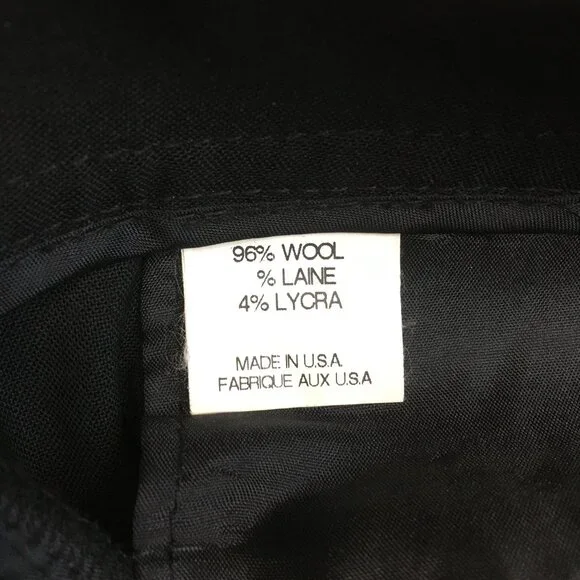 96% WOOL
% LAINE
4% LYCRA
MADE IN U.S.A.
FABRIQUE AUX U.S.A